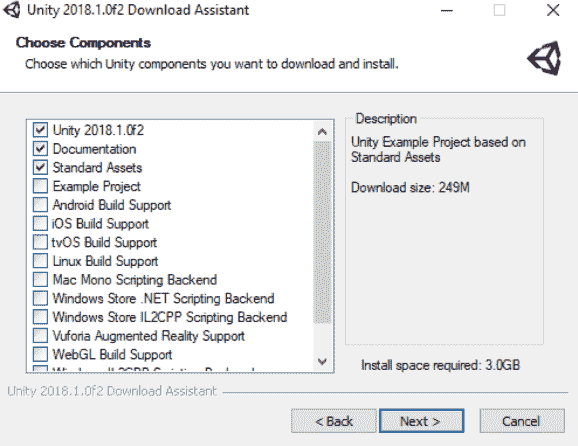 Unity 2018.1.0f2 Download Assistant
Choose Components
Choose which Unity components you want to download and install.
Unity 2018.1.0f2
Documentation
Standard Assets
Example Project
Android Build Support
iOS Build Support
tvOS Build Support
Linux Build Support
Mac Mono Scripting Backend
Windows Store .NET Scripting Backend
Windows Store IL2CPP Scripting Backend
Vuforia Augmented Reality Support
WebGL Build Support
Description
Unity Example Project based on
Standard Assets
Download size: 249M
Install space required: 3.0GB
Unity 2018.1.0f2 Download Assistant
< Back
Next >
Cancel